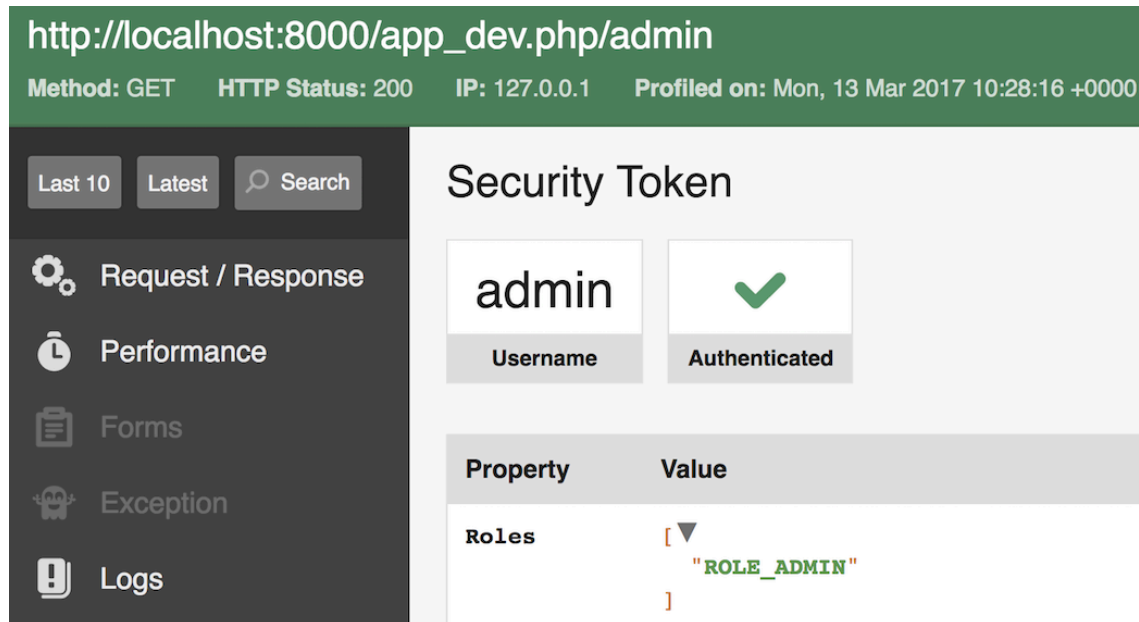 http://localhost:8000/app_dev.php/admin
Method: GET HTTP Status: 200 IP: 127.0.0.1 Profiled on: Mon, 13 Mar 2017 10:28:16 +0000
Last 10 Latest Search
Request / Response
Performance
Forms
Exception
Logs
Security Token
admin
Username
Authenticated
Property Value
Roles [
"ROLE_ADMIN"
]